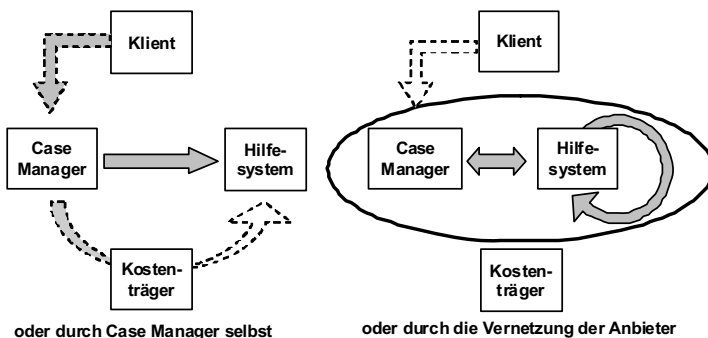 Klient
Case
Manager
Hilfe-
system
Kosten-
träger
oder durch Case Manager selbst
Klient
Case
Manager
Hilfe-
system
Kosten-
träger
oder durch die Vernetzung der Anbieter